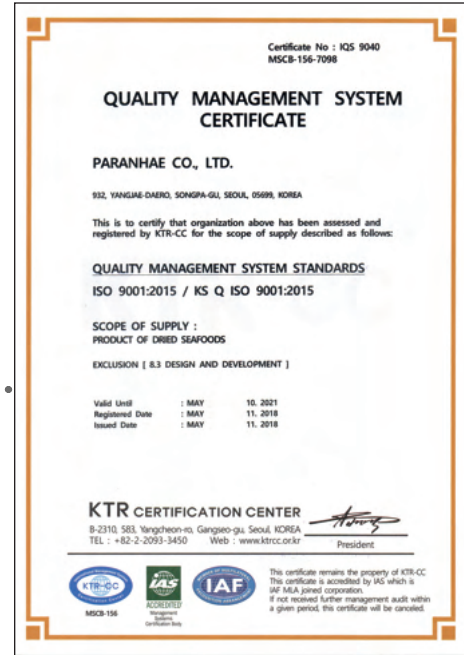 Certificate No : IQS 9040
MSCB-156-7098
QUALITY MANAGEMENT SYSTEM
CERTIFICATE
PARANHAE CO., LTD.
932, YANGJAE-DAERO, SONGPA-GU, SEOUL, 05699, KOREA
This is to certify that organization above has been assessed and
registered by KTR-CC for the scope of supply described as follows:
QUALITY MANAGEMENT SYSTEM STANDARDS
ISO 9001:2015 / KS Q ISO 9001:2015
SCOPE OF SUPPLY :
PRODUCT OF DRIED SEAFOODS
EXCLUSION [ 8.3 DESIGN AND DEVELOPMENT ]
Valid Until : MAY 10. 2021
Registered Date : MAY 11. 2018
Issued Date : MAY 11. 2018
KTR CERTIFICATION CENTER
B-2310, 583, Yangcheon-ro, Gangseo-gu, Seoul, KOREA
TEL : +82-2-2093-3450 Web : www.ktrcc.or.kr
President
KTR-CC
MSCB-156
IAS
ACCREDITED
Management
Systems
Certification Body
IAF
This certificate remains the property of KTR-CC
This certificate is accredited by IAS which is
IAF MLA joined corporation.
If not received further management audit within
a given period, this certificate will be canceled.